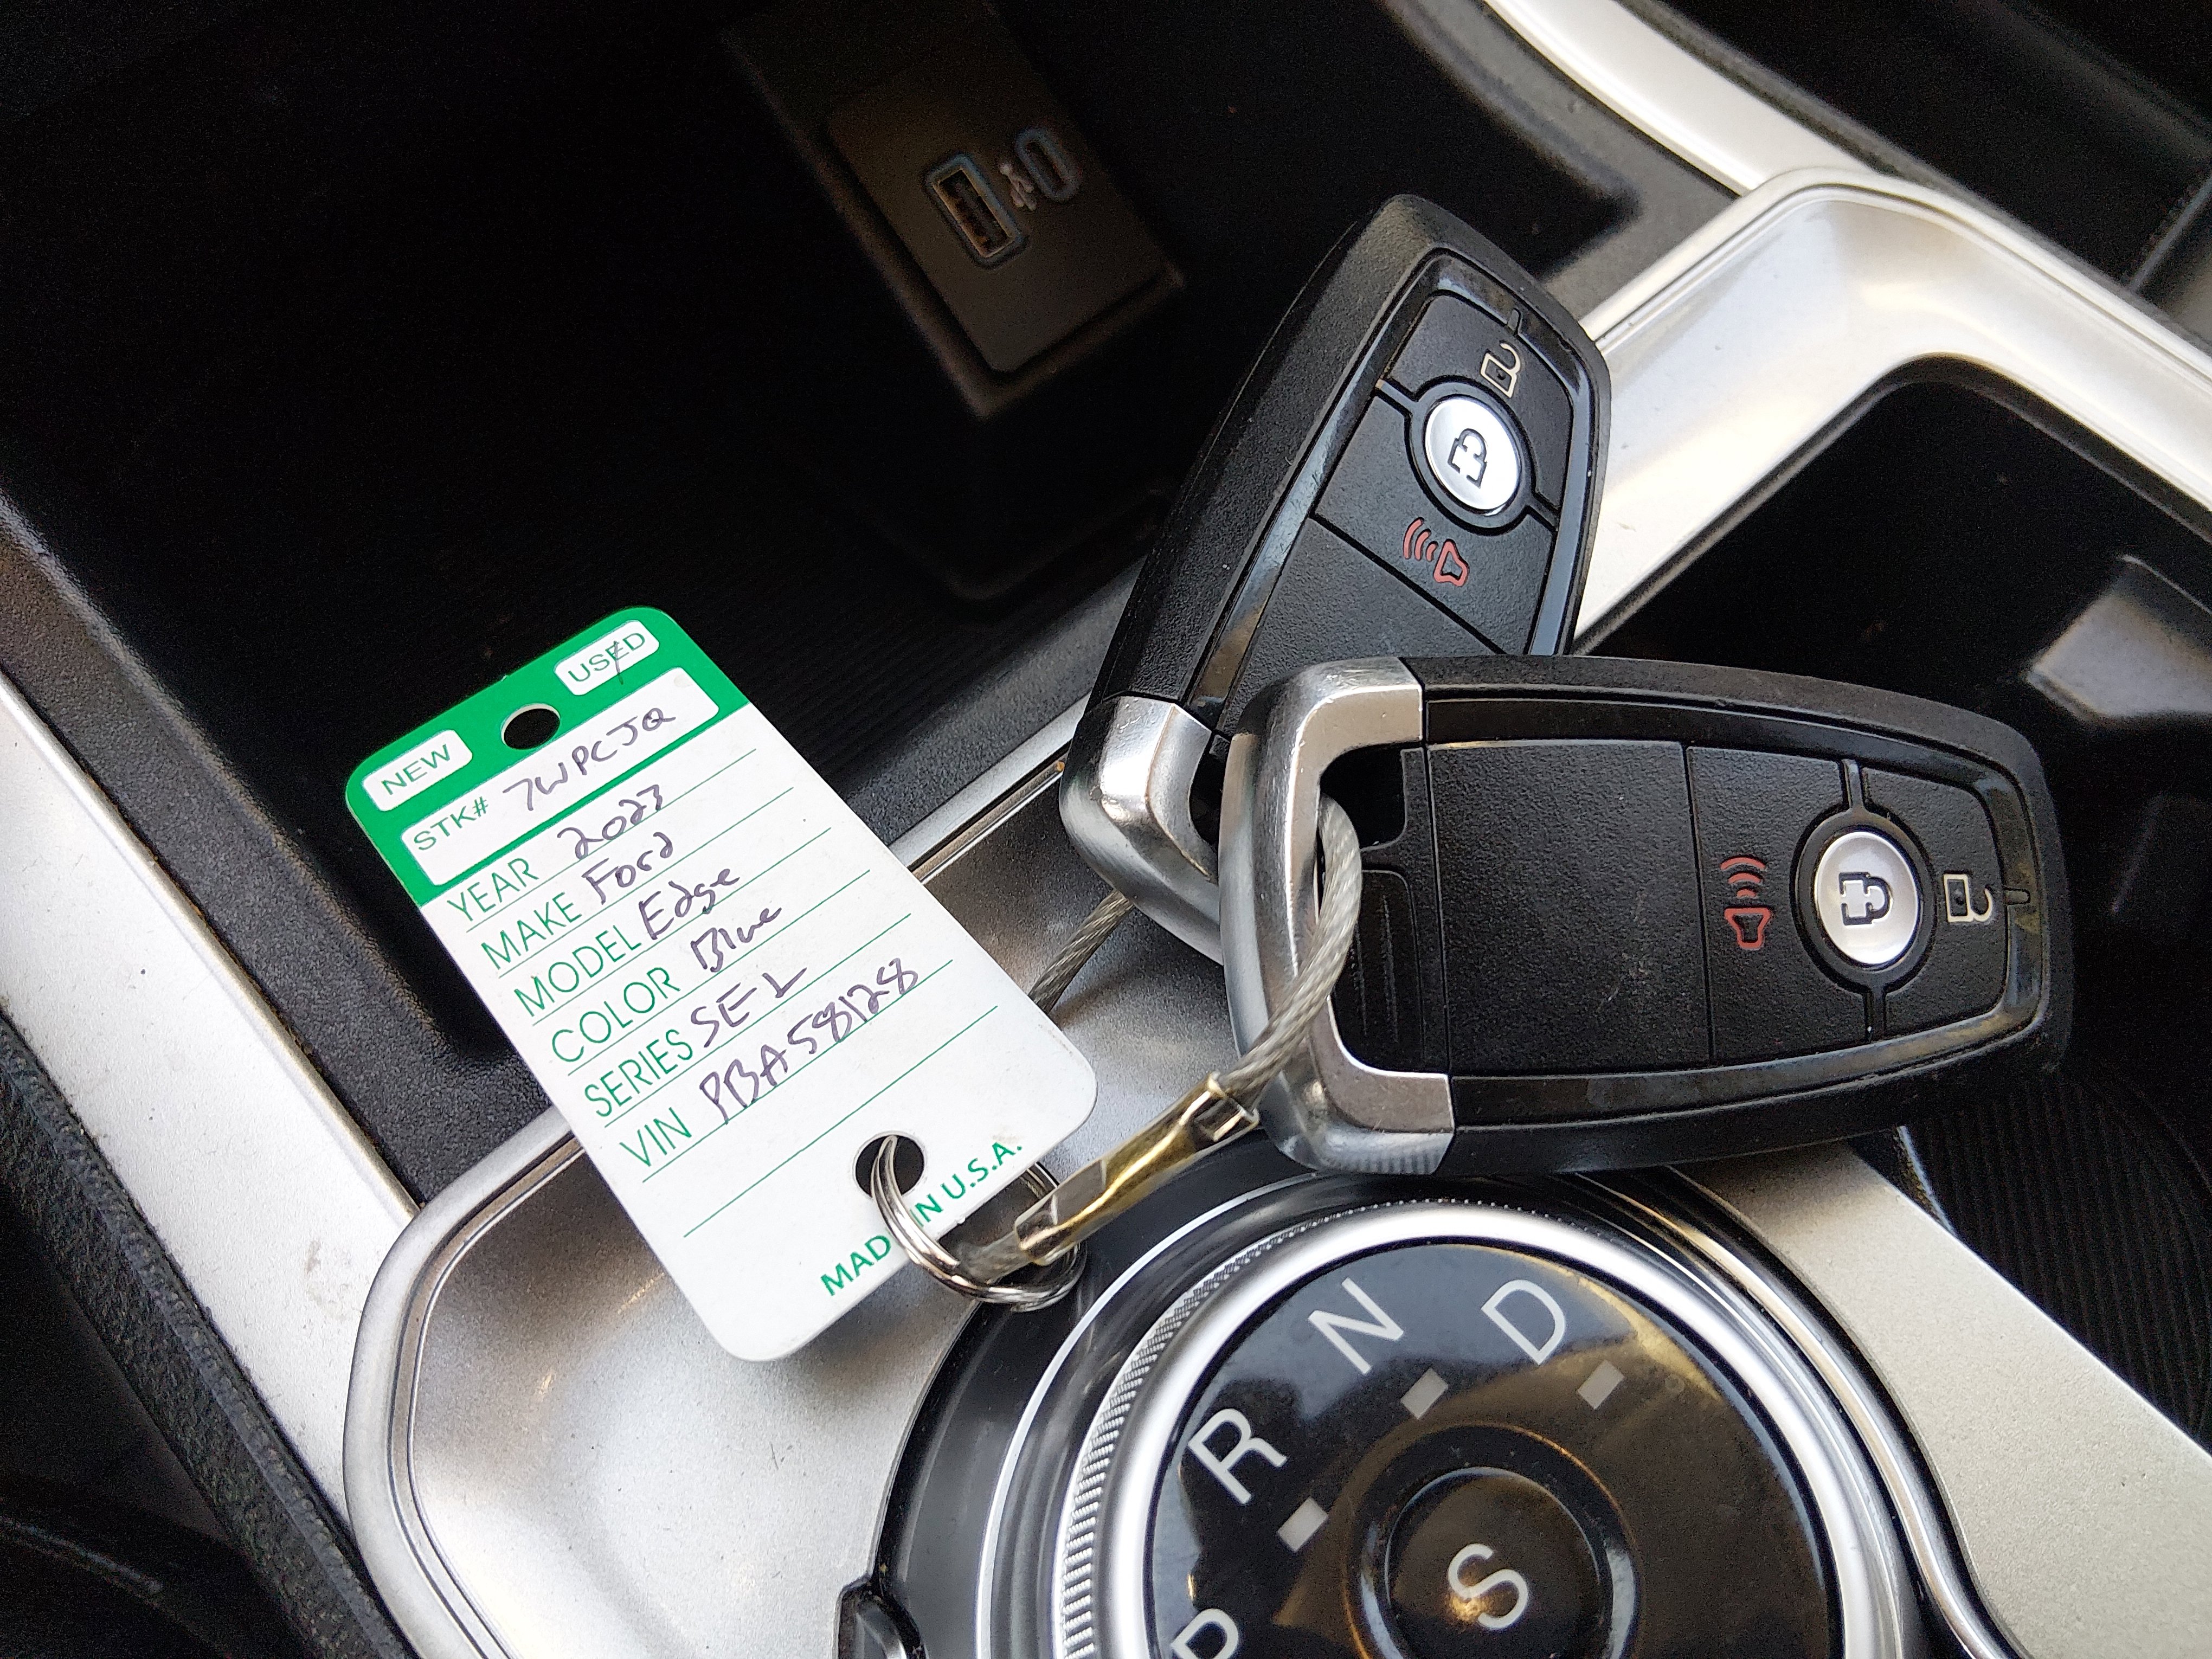 NEW USED
STK# 7WPCJQ
YEAR 2023
MAKE Ford
MODEL Edge
COLOR Blue
SERIES SEL
VIN PBA58128
MADE IN U.S.A.
P R N D
S